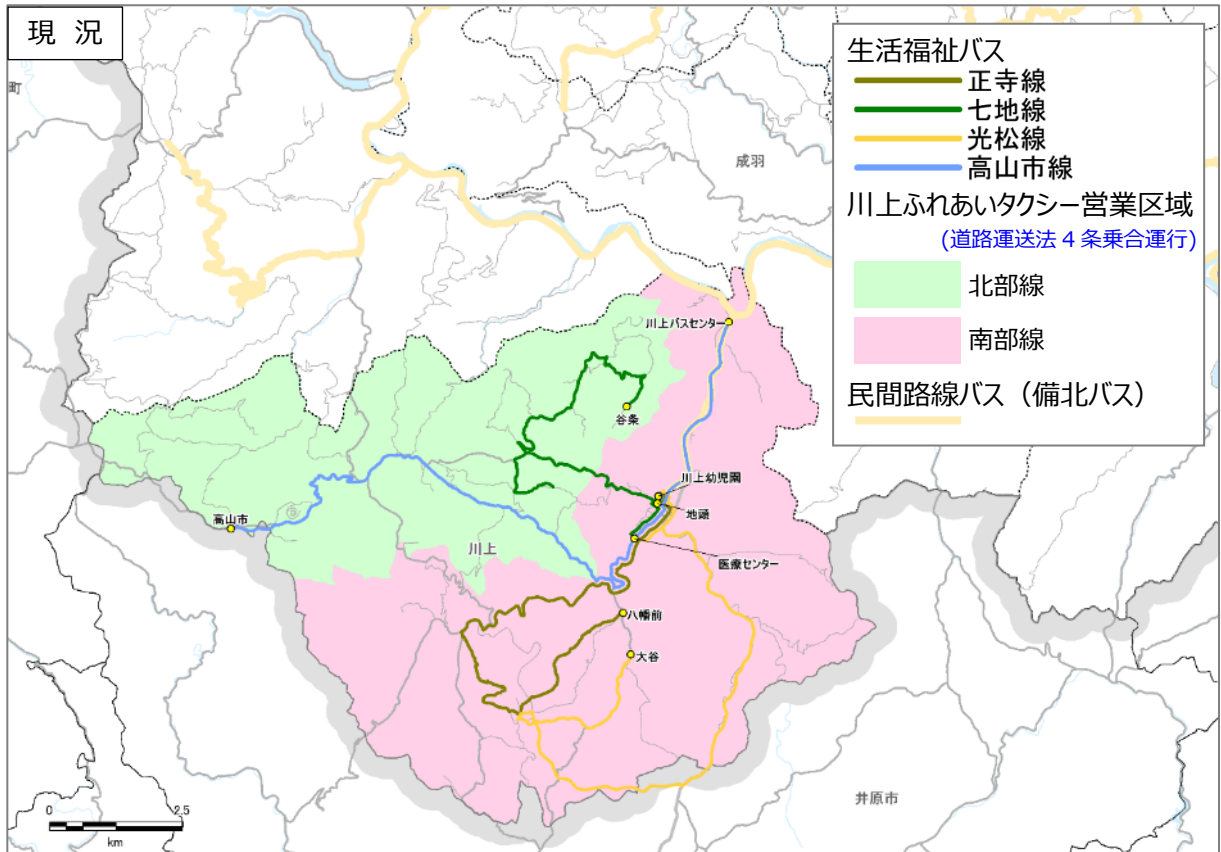 現 況
生活福祉バス
正寺線
七地線
光松線
高山市線
川上ふれあいタクシー営業区域
(道路運送法 4 条乗合運行)
北部線
南部線
民間路線バス（備北バス）
町
成羽
川上バスセンター
谷条
川上幼児園
地頭
高山市
川上
医療センター
八幡前
大谷
井原市
0 2.5
km